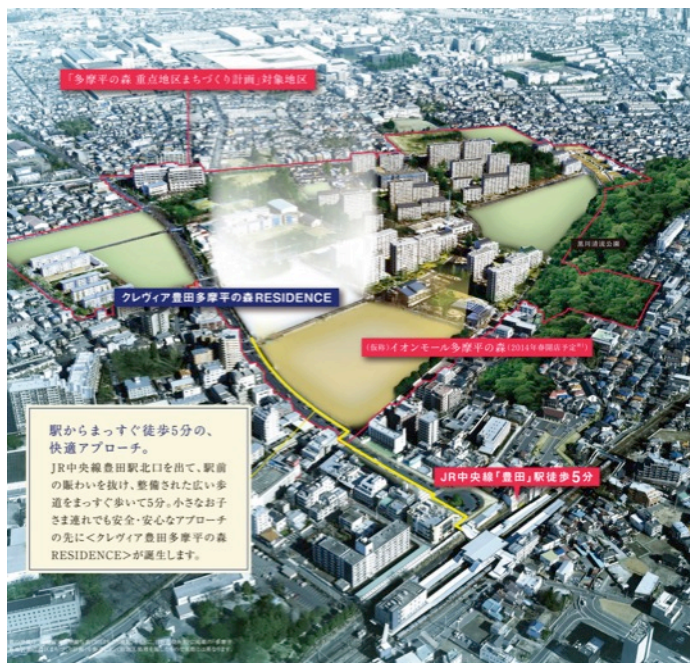 「多摩平の森 重点地区まちづくり計画」対象地区
黒川清流公園
クレヴィア豊田多摩平の森RESIDENCE
(仮称)イオンモール多摩平の森(2014年春開店予定※1)
駅からまっすぐ徒歩5分の、
快適アプローチ。
JR中央線豊田駅北口を出て、駅前
の賑わいを抜け、整備された広い歩
道をまっすぐ歩いて5分。小さなお子
さま連れでも安全・安心なアプローチ
の先に<クレヴィア豊田多摩平の森
RESIDENCE>が誕生します。
JR中央線『豊田』駅徒歩5分